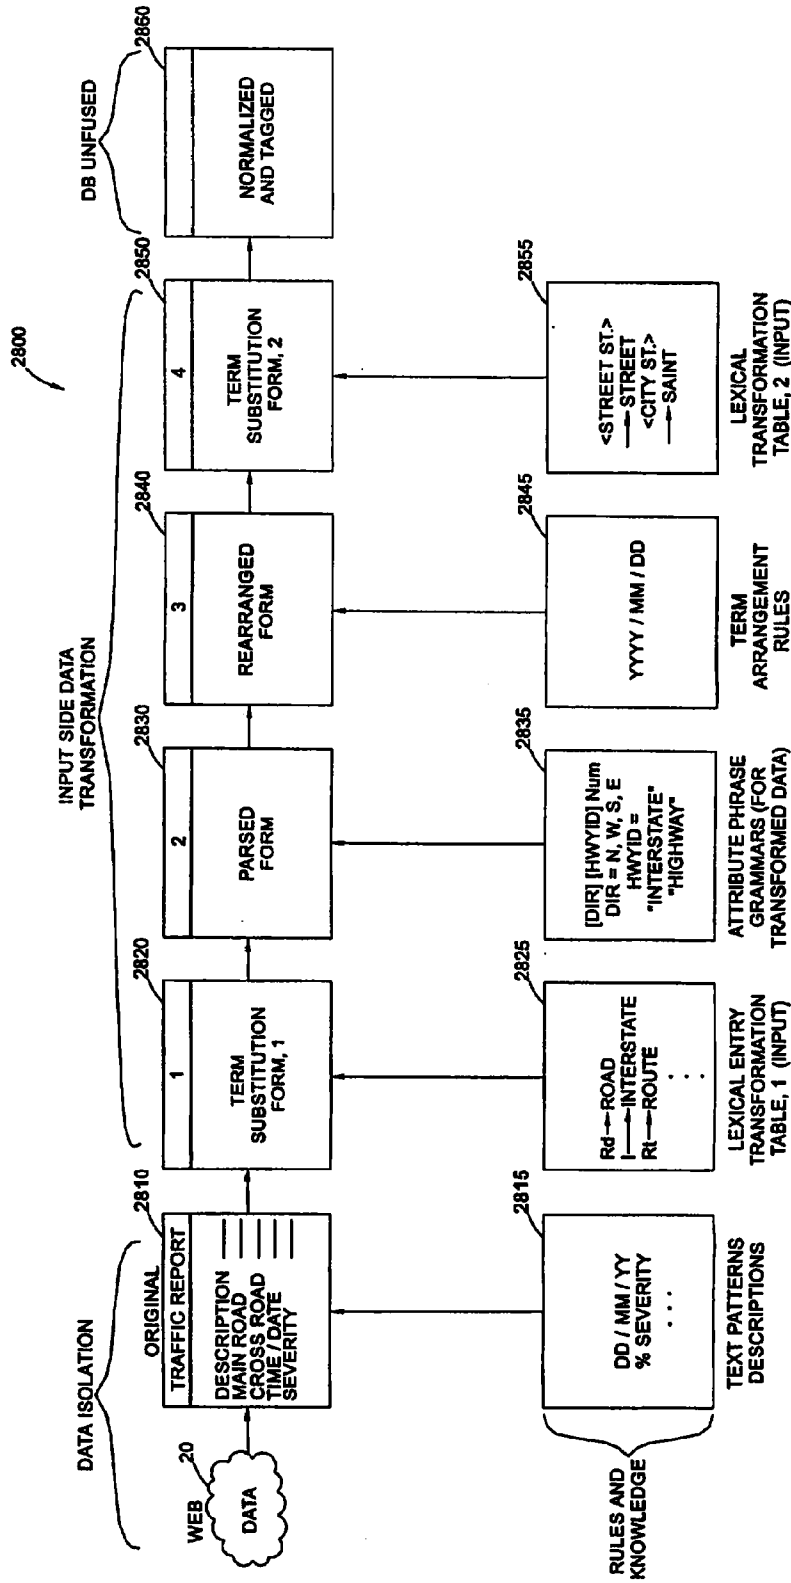 2800
DATA ISOLATION
INPUT SIDE DATA
TRANSFORMATION
DB UNFUSED
WEB
20
DATA
ORIGINAL
2810
TRAFFIC REPORT
DESCRIPTION
MAIN ROAD
CROSS ROAD
TIME / DATE
SEVERITY
2820
1
TERM
SUBSTITUTION
FORM, 1
2830
2
PARSED
FORM
2840
3
REARRANGED
FORM
2850
4
TERM
SUBSTITUTION
FORM, 2
2860
NORMALIZED
AND TAGGED
RULES AND
KNOWLEDGE
2815
DD / MM / YY
% SEVERITY
. . .
TEXT PATTERNS
DESCRIPTIONS
2825
Rd → ROAD
I → INTERSTATE
Rt → ROUTE
. .
. .
LEXICAL ENTRY
TRANSFORMATION
TABLE, 1 (INPUT)
2835
[DIR] [HWYID] Num
DIR = N, W, S, E
HWYID =
"INTERSTATE"
"HIGHWAY"
ATTRIBUTE PHRASE
GRAMMARS (FOR
TRANSFORMED DATA)
2845
YYYY / MM / DD
TERM
ARRANGEMENT
RULES
2855
<STREET ST.>
→ STREET
<CITY ST.>
→ SAINT
LEXICAL
TRANSFORMATION
TABLE, 2 (INPUT)